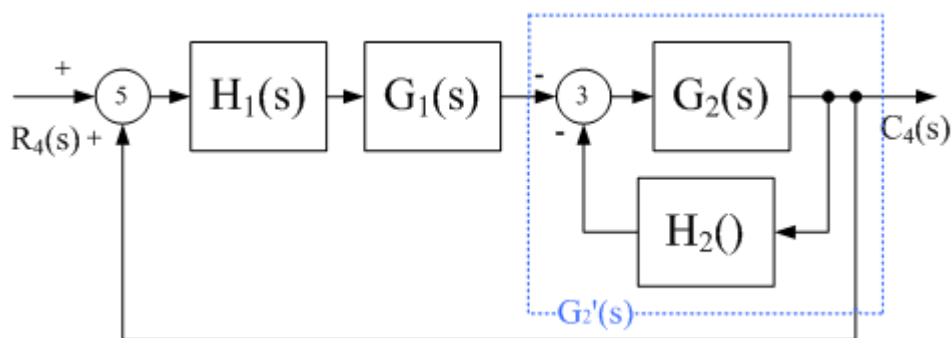 +
5
H₁(s)
G₁(s)
-
3
G₂(s)
R₄(s)
+
-
C₄(s)
H₂()
G₂'(s)